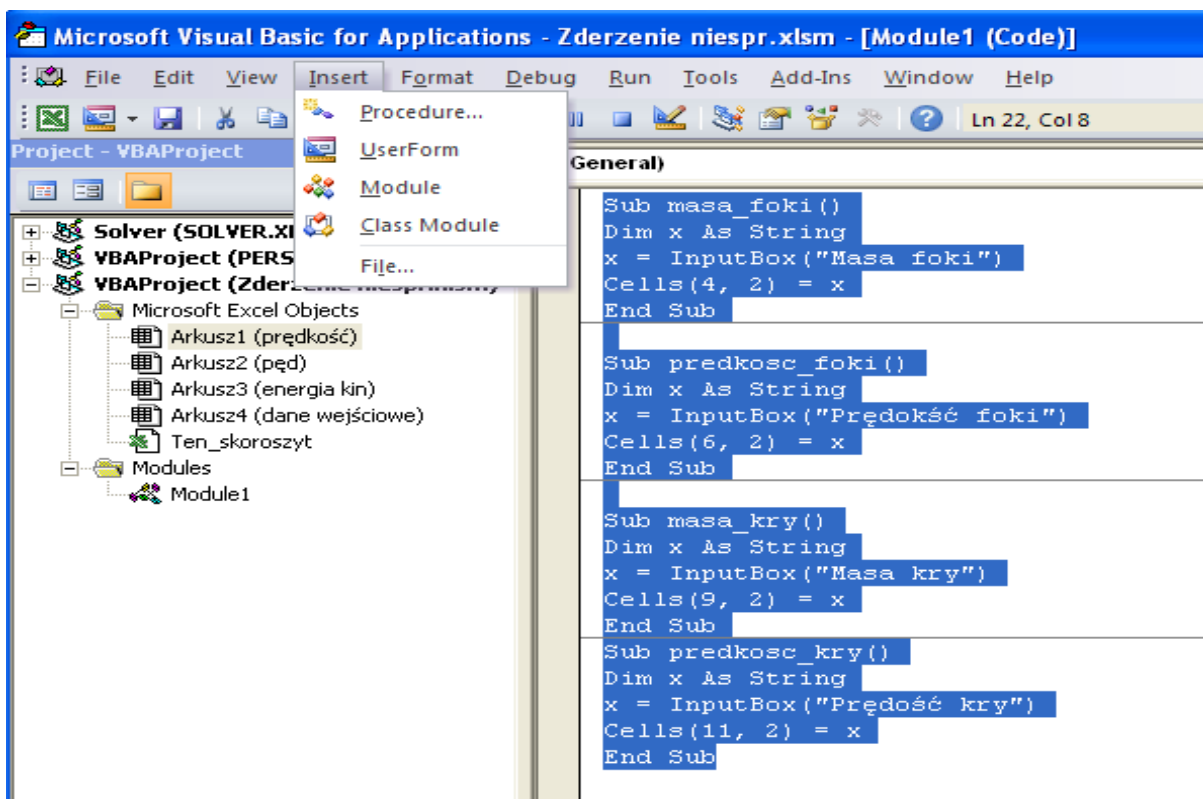 Microsoft Visual Basic for Applications - Zderzenie niespr.xlsm - [Module1 (Code)]
File Edit View Insert Format Debug Run Tools Add-Ins Window Help
Ln 22, Col 8
Procedure...
UserForm
Module
Class Module
File...
Project - VBAProject
Solver (SOLVER.XL
VBAProject (PERS
VBAProject (Zderzenie niespr.xlsm)
Microsoft Excel Objects
Arkusz1 (prędkość)
Arkusz2 (pęd)
Arkusz3 (energia kin)
Arkusz4 (dane wejściowe)
Ten_skoroszyt
Modules
Module1
General)
Sub masa_foki()
Dim x As String
x = InputBox("Masa foki")
Cells(4, 2) = x
End Sub
Sub predkosc_foki()
Dim x As String
x = InputBox("Prędokść foki")
Cells(6, 2) = x
End Sub
Sub masa_kry()
Dim x As String
x = InputBox("Masa kry")
Cells(9, 2) = x
End Sub
Sub predkosc_kry()
Dim x As String
x = InputBox("Prędość kry")
Cells(11, 2) = x
End Sub